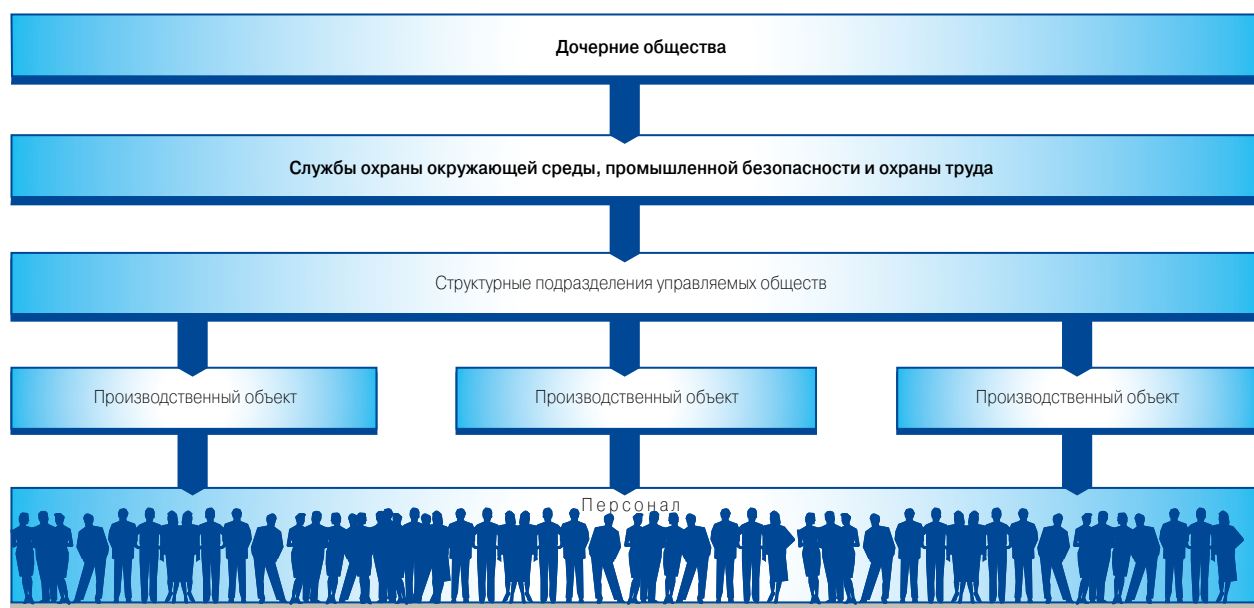 Дочерние общества
Службы охраны окружающей среды, промышленной безопасности и охраны труда
Структурные подразделения управляемых обществ
Производственный объект
Производственный объект
Производственный объект
Персонал